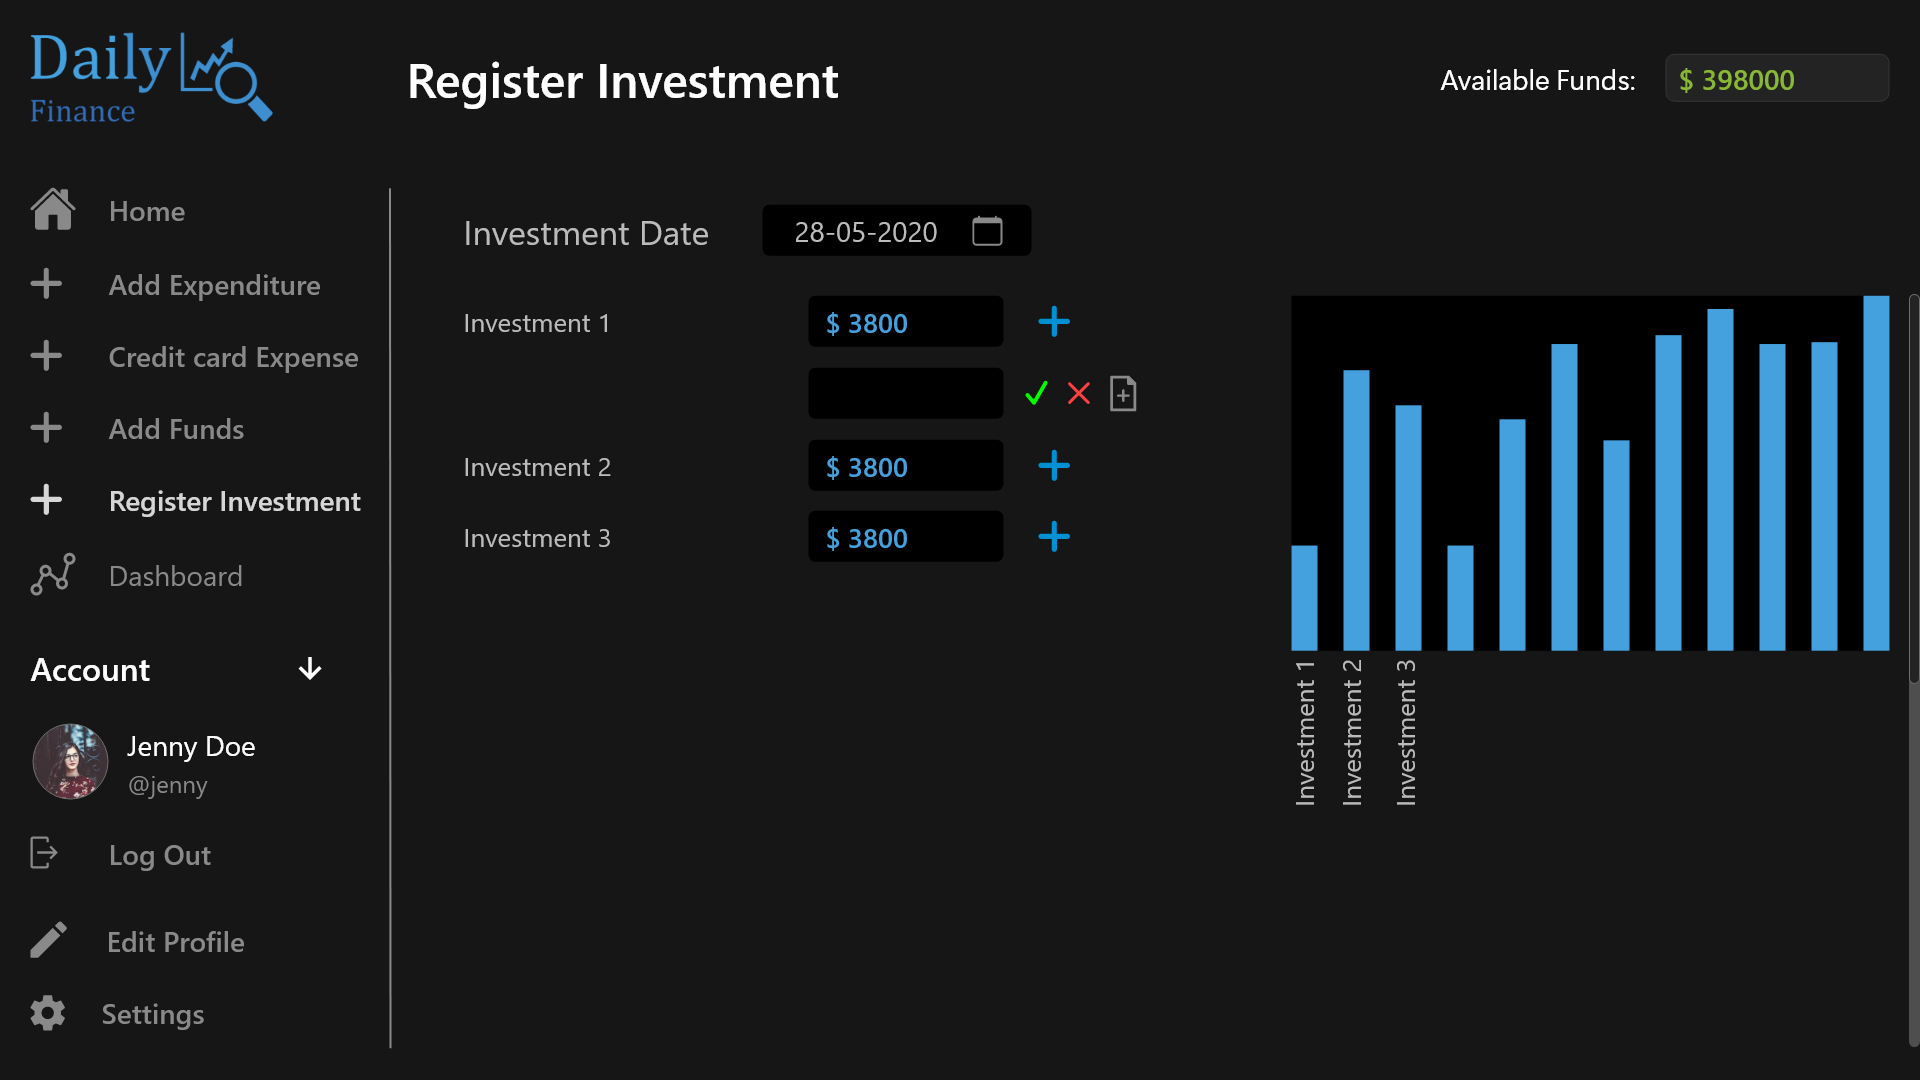 Daily
Finance
Register Investment
Available Funds:
$ 398000
Home
Add Expenditure
Credit card Expense
Add Funds
Register Investment
Dashboard
Account
Jenny Doe
@jenny
Log Out
Edit Profile
Settings
Investment Date
28-05-2020
Investment 1
$ 3800
Investment 2
$ 3800
Investment 3
$ 3800
Investment 1
Investment 2
Investment 3